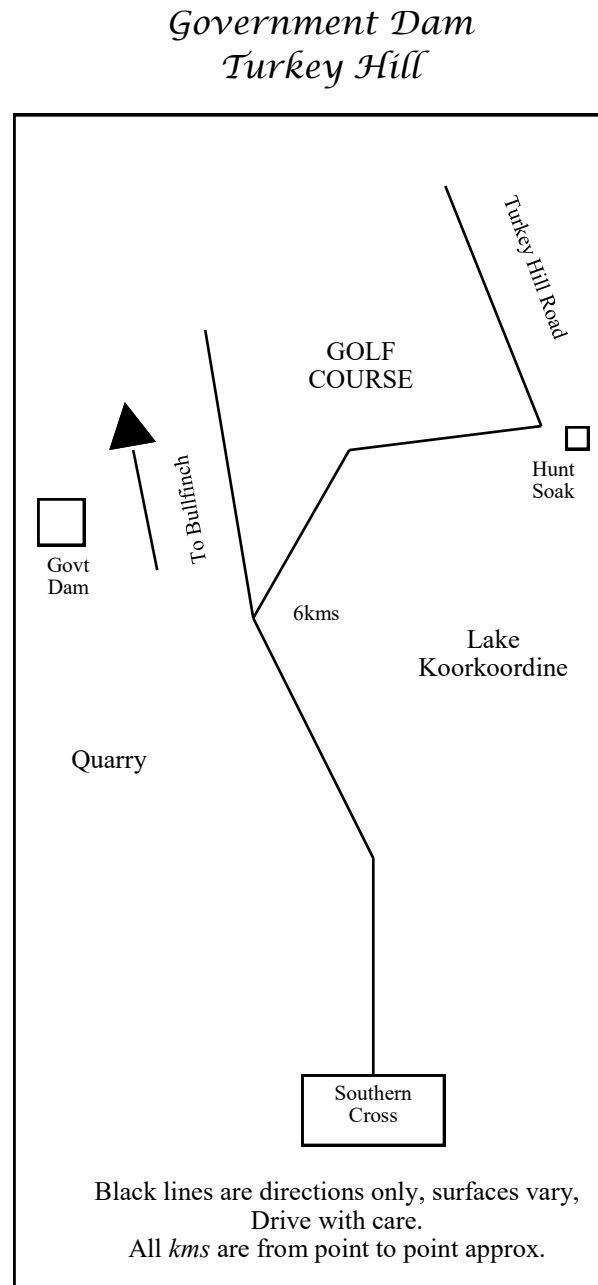 Government Dam
Turkey Hill
Turkey Hill Road
GOLF
COURSE
To Bullfinch
Hunt
Soak
Govt
Dam
6kms
Lake
Koorkoordine
Quarry
Southern
Cross
Black lines are directions only, surfaces vary,
Drive with care.
All kms are from point to point approx.